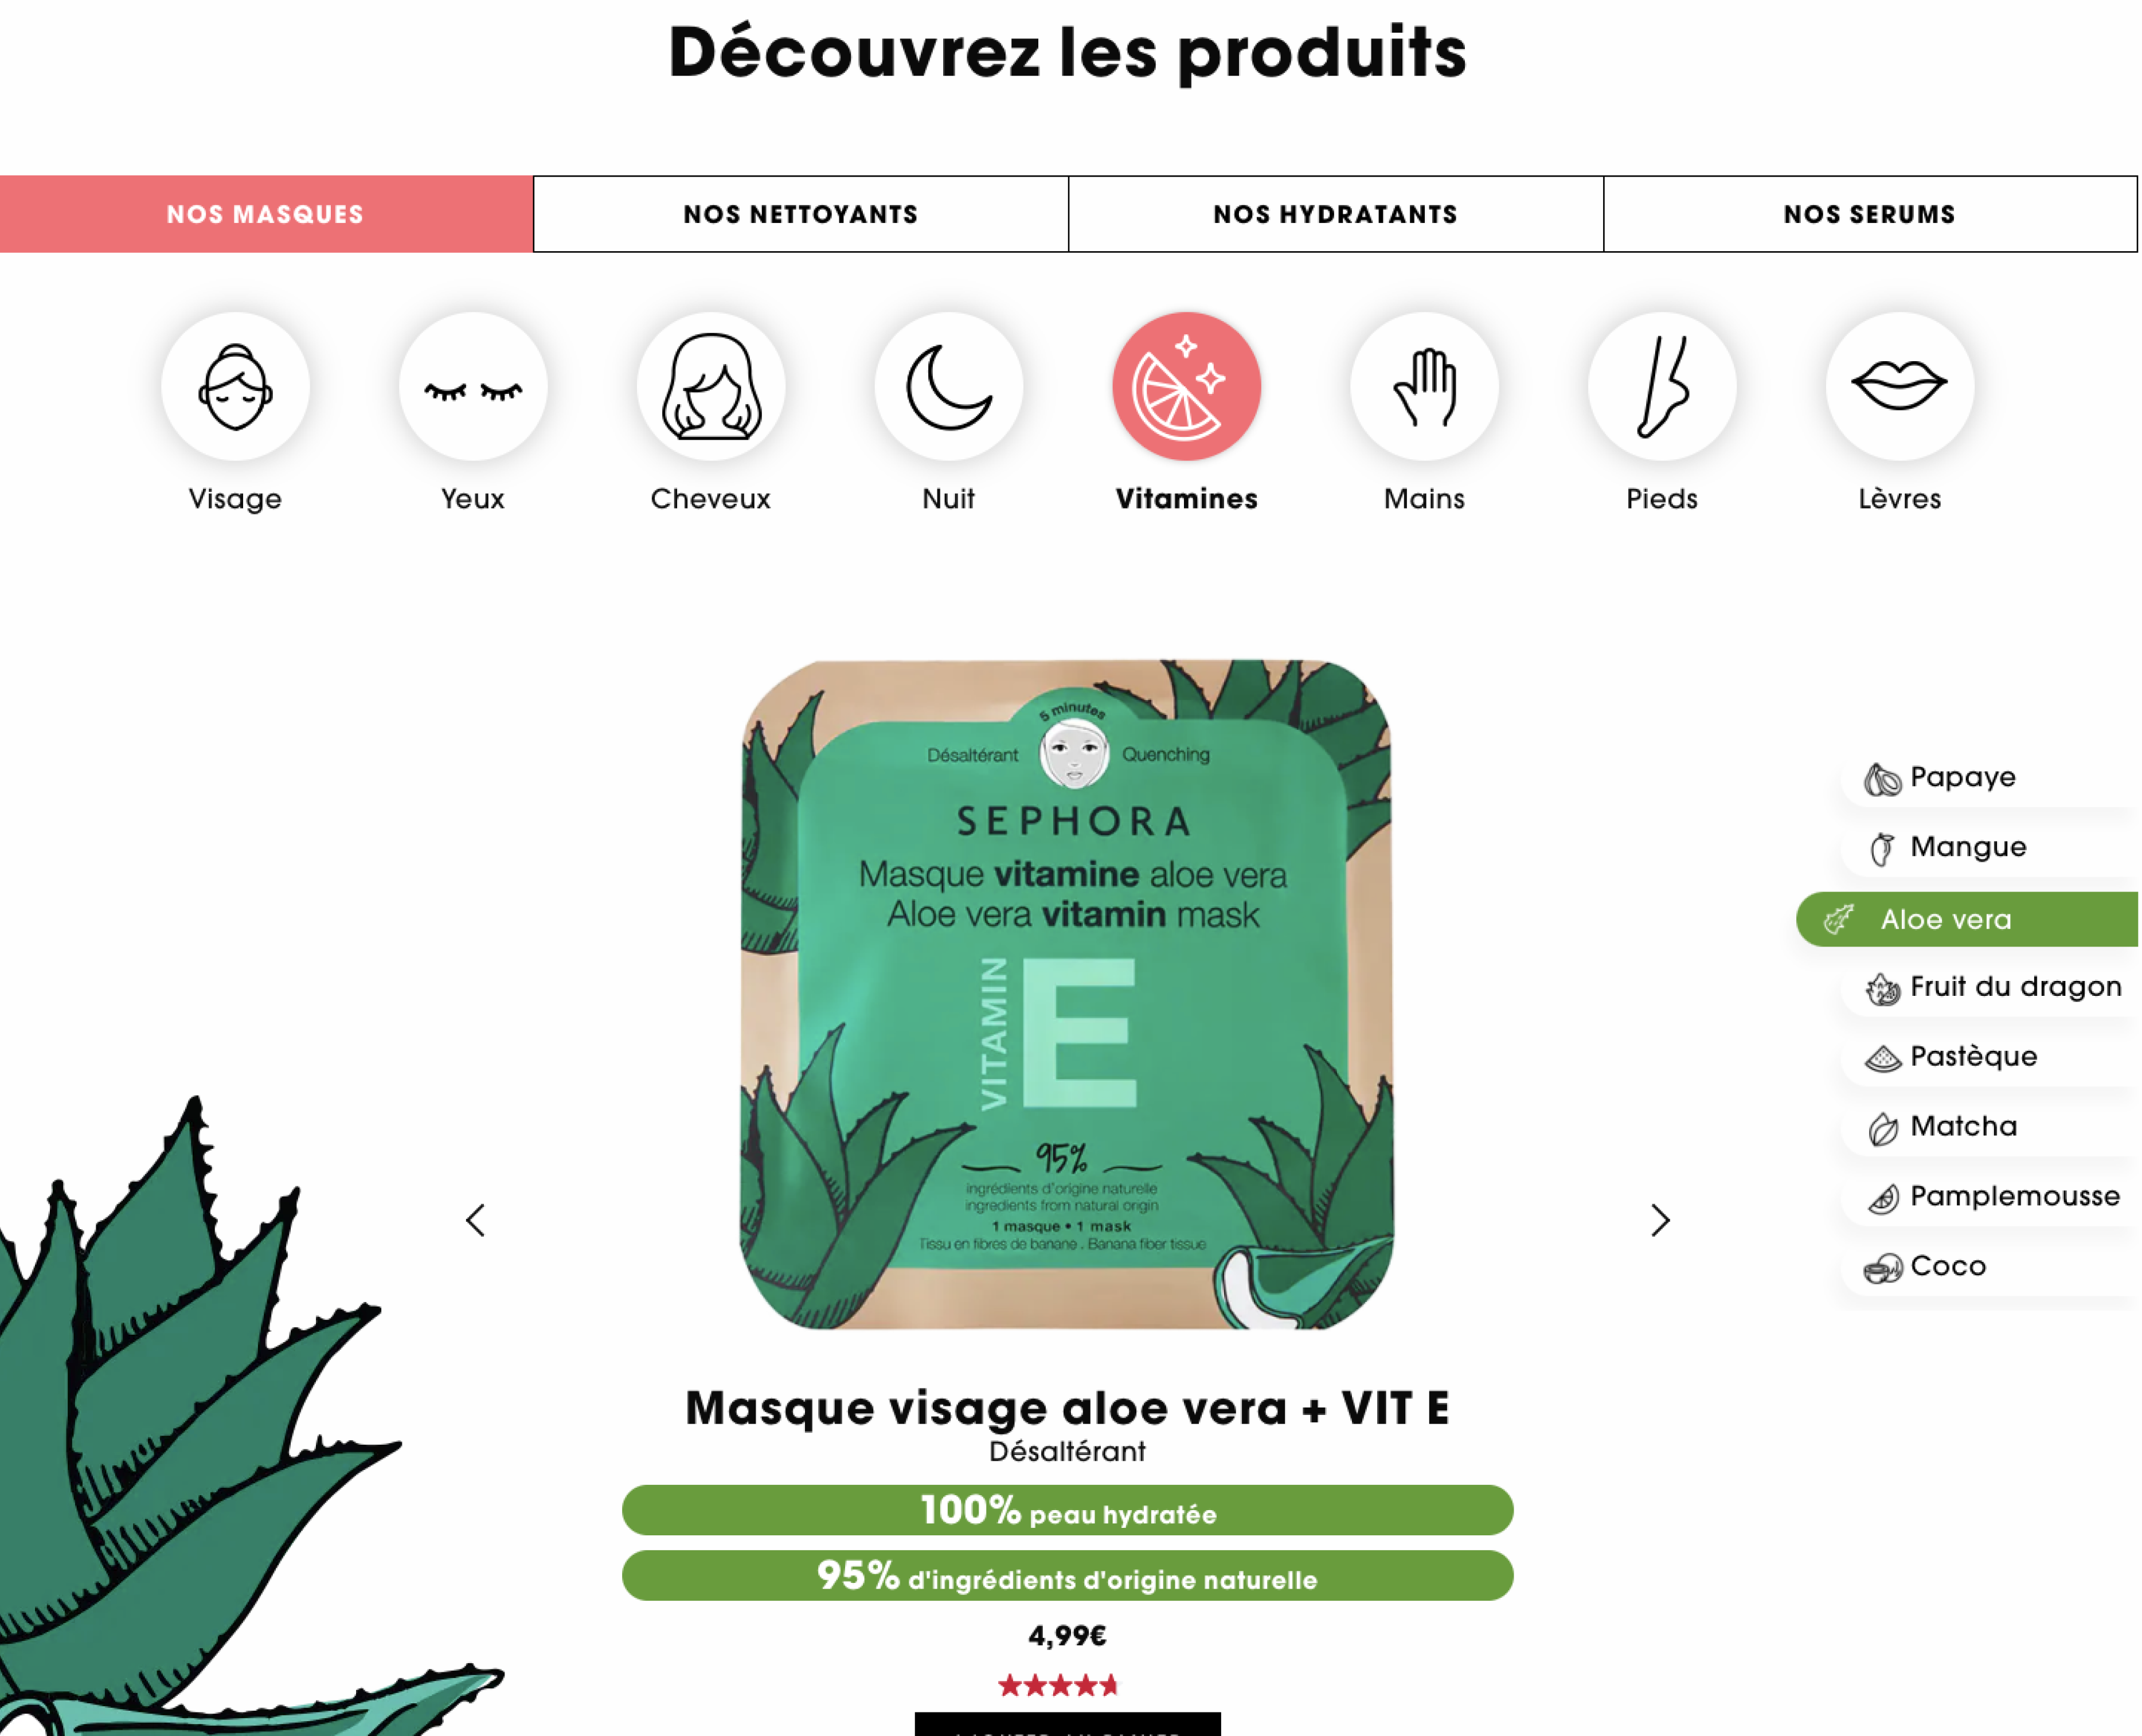 Découvrez les produits
NOS MASQUES
NOS NETTOYANTS
NOS HYDRATANTS
NOS SERUMS
Visage
Yeux
Cheveux
Nuit
Vitamines
Mains
Pieds
Lèvres
5 minutes
Désaltérant
Quenching
SEPHORA
Masque vitamine aloe vera
Aloe vera vitamin mask
VITAMIN
E
95%
ingrédients d'origine naturelle
ingredients from natural origin
1 masque • 1 mask
Tissu en fibres de banane . Banana fiber tissue
Papaye
Mangue
Aloe vera
Fruit du dragon
Pastèque
Matcha
Pamplemousse
Coco
Masque visage aloe vera + VIT E
Désaltérant
100% peau hydratée
95% d'ingrédients d'origine naturelle
4,99€